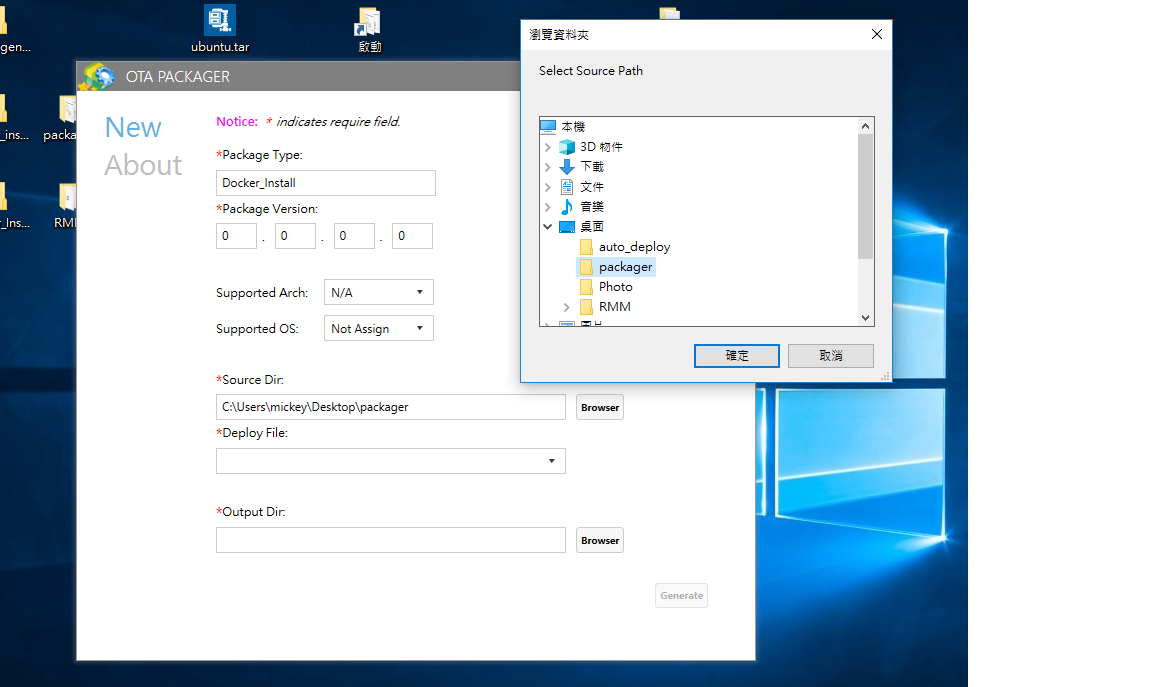 gen...
ubuntu.tar
啟動
_ins...
packa
r_Ins...
RMM
OTA PACKAGER
New
About
Notice: * indicates require field.
*Package Type:
Docker_Install
*Package Version:
0 . 0 . 0 . 0
Supported Arch: N/A
Supported OS: Not Assign
*Source Dir:
C:\Users\mickey\Desktop\packager
Browser
*Deploy File:
*Output Dir:
Browser
Generate
瀏覽資料夾
Select Source Path
本機
3D 物件
下載
文件
音樂
桌面
auto_deploy
packager
Photo
RMM
確定
取消